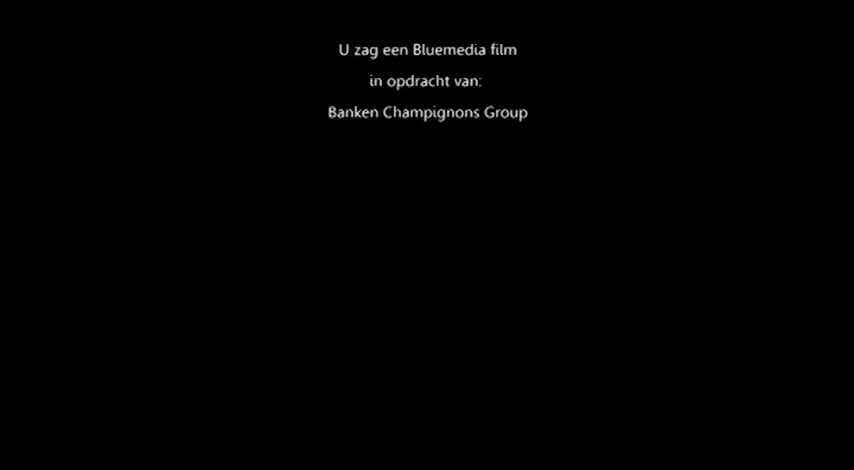 U zag een Bluemedia film
in opdracht van:
Banken Champignons Group